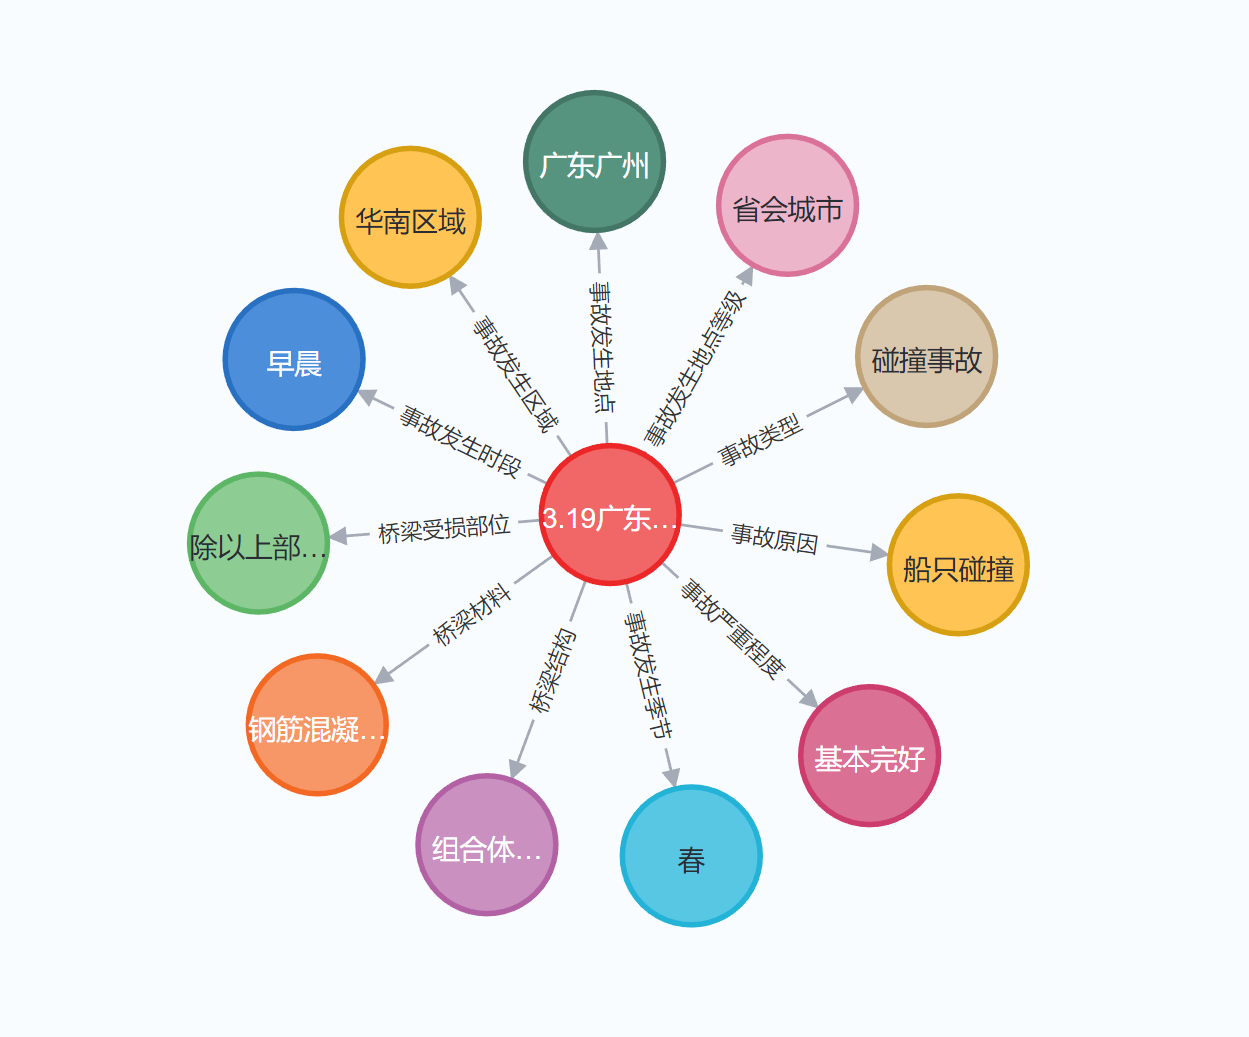 广东广州
省会城市
华南区域
碰撞事故
早晨
事故发生地点
事故发生地点等级
事故发生区域
事故类型
事故发生时段
3.19广东...
桥梁受损部位
除以上部...
事故原因
船只碰撞
桥梁材料
桥梁结构
事故发生季节
事故严重程度
钢筋混凝...
基本完好
组合体...
春